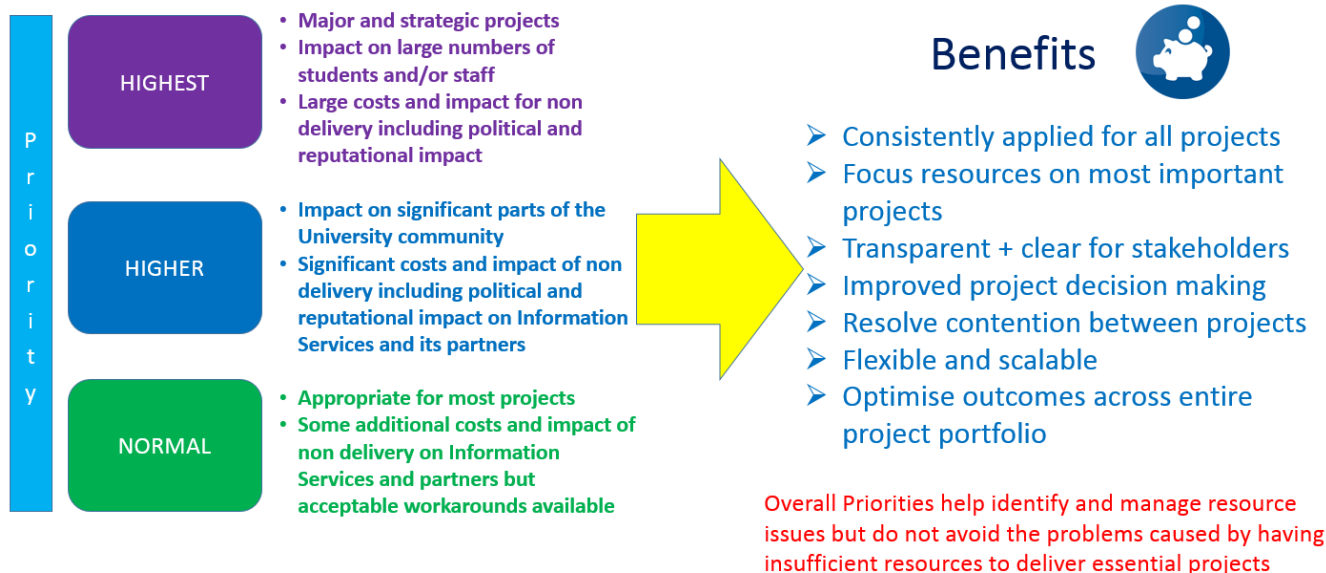 Priority
HIGHEST
• Major and strategic projects
• Impact on large numbers of
students and/or staff
• Large costs and impact for non
delivery including political and
reputational impact
HIGHER
• Impact on significant parts of the
University community
• Significant costs and impact of non
delivery including political and
reputational impact on Information
Services and its partners
NORMAL
• Appropriate for most projects
• Some additional costs and impact of
non delivery on Information
Services and partners but
acceptable workarounds available
Benefits
➢ Consistently applied for all projects
➢ Focus resources on most important
projects
➢ Transparent + clear for stakeholders
➢ Improved project decision making
➢ Resolve contention between projects
➢ Flexible and scalable
➢ Optimise outcomes across entire
project portfolio
Overall Priorities help identify and manage resource
issues but do not avoid the problems caused by having
insufficient resources to deliver essential projects